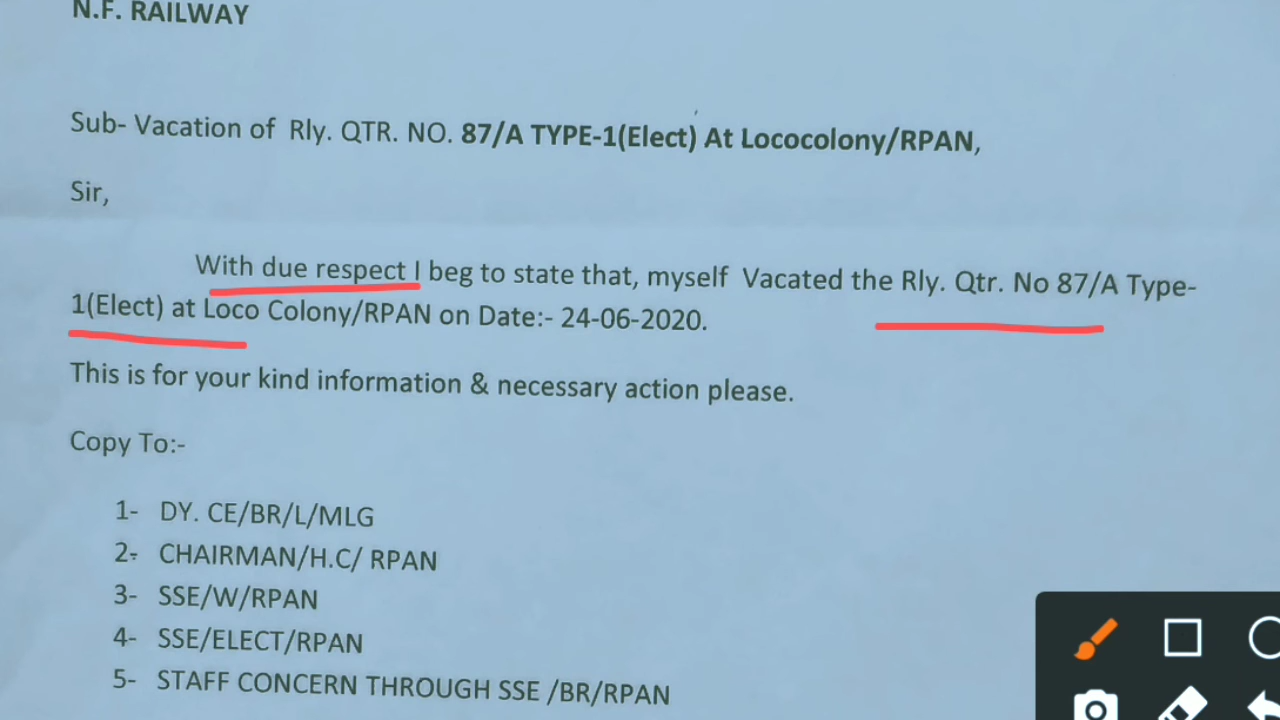 N.F. RAILWAY
Sub- Vacation of Rly. QTR. NO. 87/A TYPE-1(Elect) At Lococolony/RPAN,
Sir,
With due respect I beg to state that, myself Vacated the Rly. Qtr. No 87/A Type-
1(Elect) at Loco Colony/RPAN on Date:- 24-06-2020.
This is for your kind information & necessary action please.
Copy To:-
1- DY. CE/BR/L/MLG
2- CHAIRMAN/H.C/ RPAN
3- SSE/W/RPAN
4- SSE/ELECT/RPAN
5- STAFF CONCERN THROUGH SSE /BR/RPAN